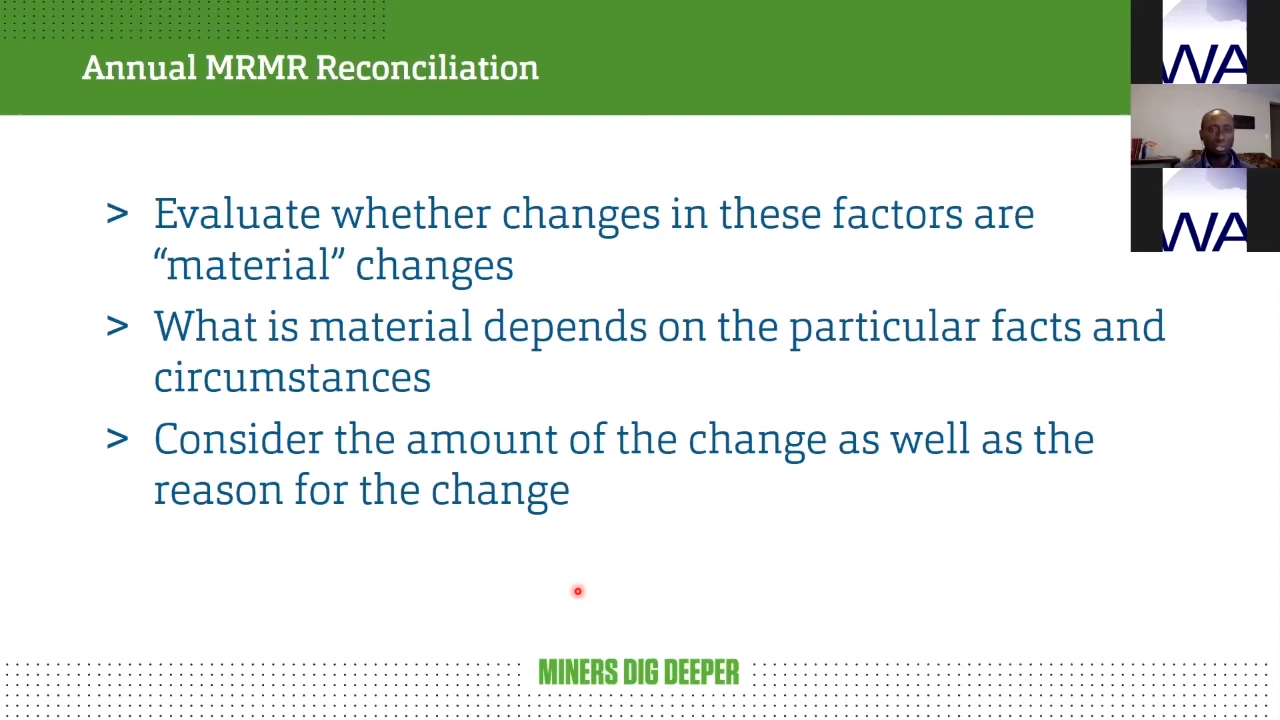 Annual MRMR Reconciliation
WA
> Evaluate whether changes in these factors are
“material” changes
> What is material depends on the particular facts and
circumstances
> Consider the amount of the change as well as the
reason for the change
WA
MINERS DIG DEEPER